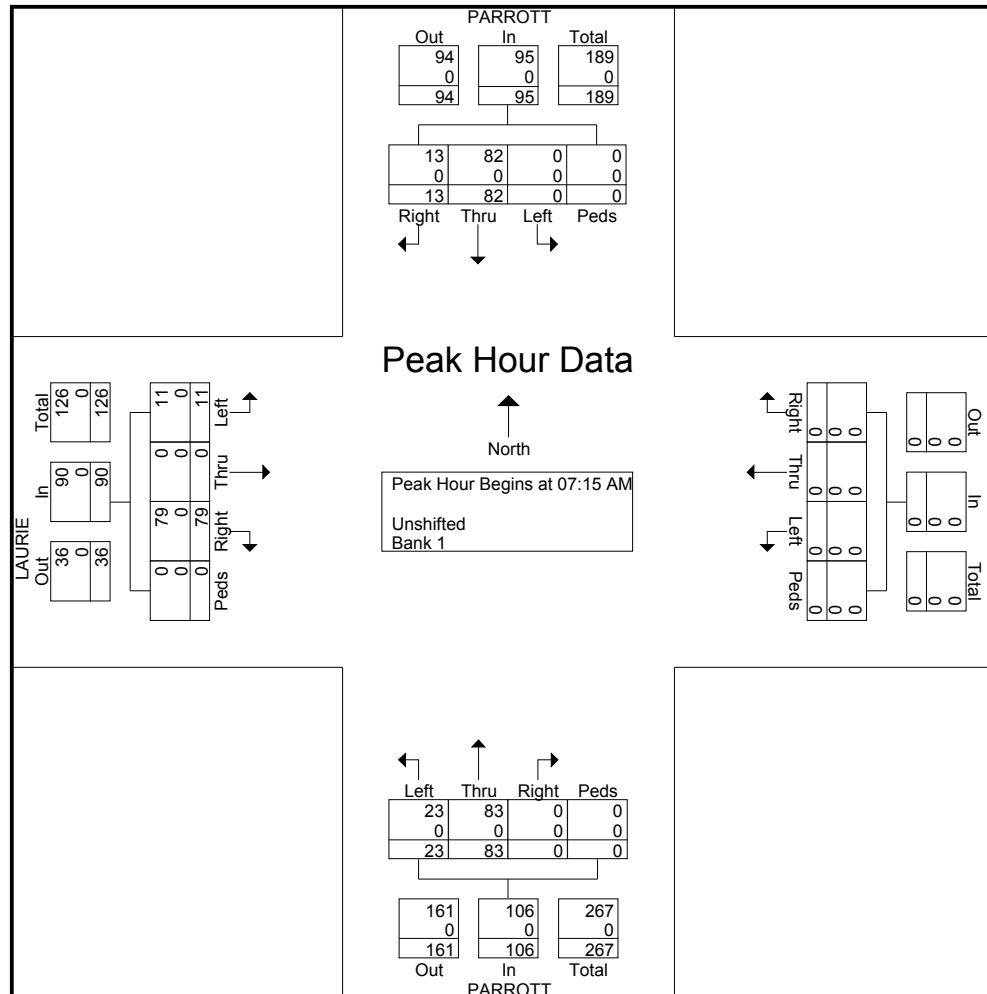 PARROTT
Out In Total
94 95 189
0 0 0
94 95 189
13 82 0 0
0 0 0 0
13 82 0 0
Right Thru Left Peds
Peak Hour Data
North
Peak Hour Begins at 07:15 AM
Unshifted
Bank 1
LAURIE
Out In Total
36 90 126
0 0 0
36 90 126
Peds Right Thru Left
0 79 0 11
0 0 0 0
0 79 0 11
Out In Total
0 0 0
0 0 0
0 0 0
Right Thru Left Peds
0 0 0 0
0 0 0 0
0 0 0 0
Left Thru Right Peds
23 83 0 0
0 0 0 0
23 83 0 0
161 106 267
0 0 0
161 106 267
Out In Total
PARROTT